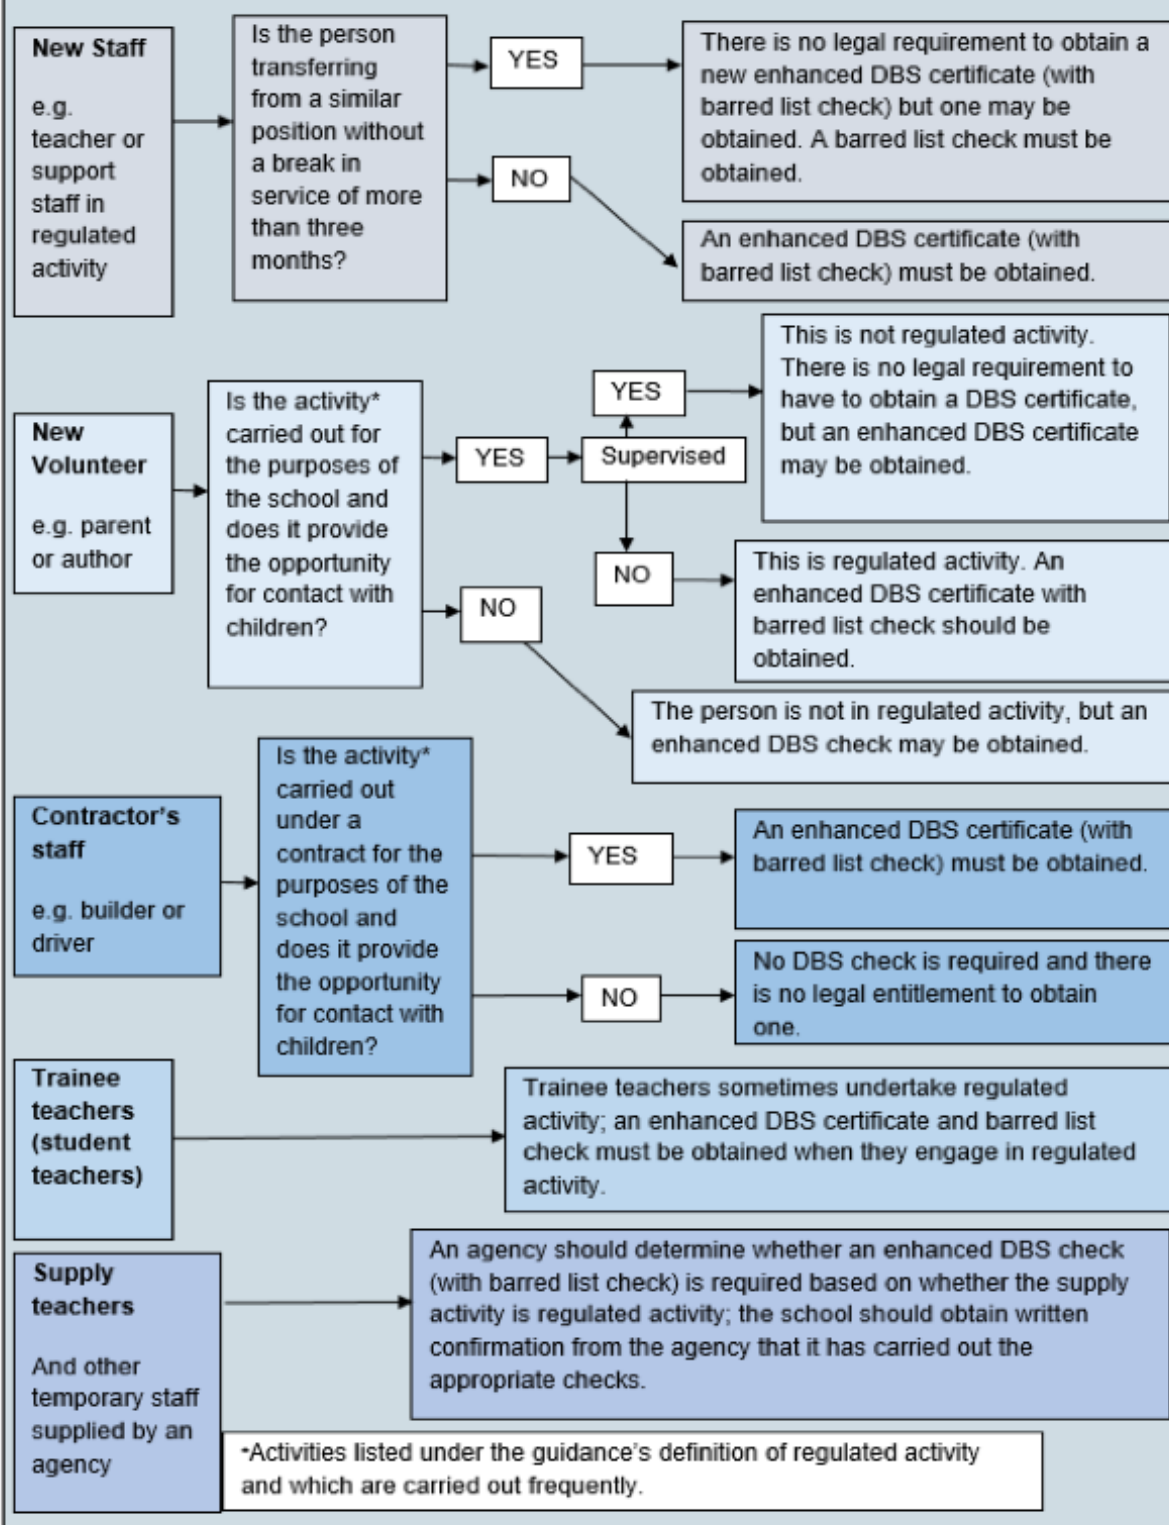 New Staff
e.g.
teacher or
support
staff in
regulated
activity
Is the person
transferring
from a similar
position without
a break in
service of more
than three
months?
YES
There is no legal requirement to obtain a
new enhanced DBS certificate (with
barred list check) but one may be
obtained. A barred list check must be
obtained.
NO
An enhanced DBS certificate (with
barred list check) must be obtained.
New
Volunteer
e.g. parent
or author
Is the activity*
carried out for
the purposes of
the school and
does it provide
the opportunity
for contact with
children?
YES
Supervised
YES
This is not regulated activity.
There is no legal requirement to
have to obtain a DBS certificate,
but an enhanced DBS certificate
may be obtained.
NO
This is regulated activity. An
enhanced DBS certificate with
barred list check should be
obtained.
NO
The person is not in regulated activity, but an
enhanced DBS check may be obtained.
Contractor's
staff
e.g. builder or
driver
Is the activity*
carried out
under a
contract for the
purposes of the
school and
does it provide
the opportunity
for contact with
children?
YES
An enhanced DBS certificate (with
barred list check) must be obtained.
NO
No DBS check is required and there
is no legal entitlement to obtain
one.
Trainee
teachers
(student
teachers)
Trainee teachers sometimes undertake regulated
activity; an enhanced DBS certificate and barred list
check must be obtained when they engage in regulated
activity.
Supply
teachers
And other
temporary staff
supplied by an
agency
An agency should determine whether an enhanced DBS check
(with barred list check) is required based on whether the supply
activity is regulated activity; the school should obtain written
confirmation from the agency that it has carried out the
appropriate checks.
*Activities listed under the guidance's definition of regulated activity
and which are carried out frequently.